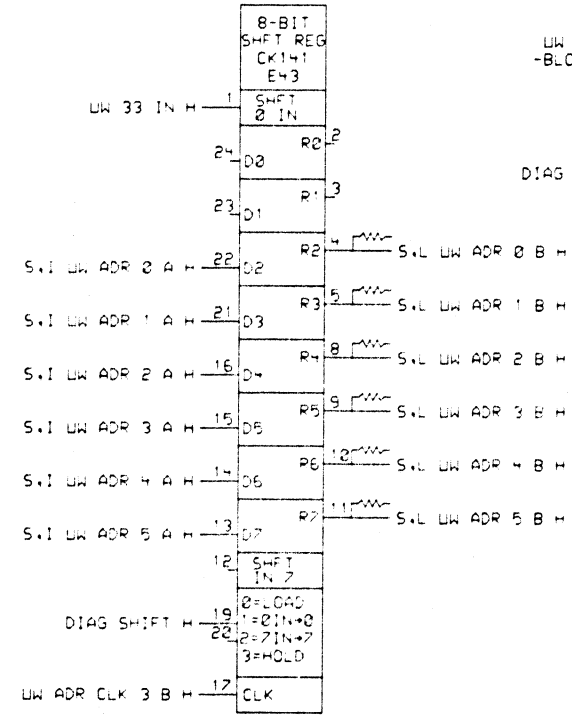 8-BIT
SHFT REG
CK141
E43
UW
-BLO
UW 33 IN H 1 SHFT
0 IN
24 D0 R0 2
DIAG
23 D1 R1 3
S.I UW ADR 0 A H 22 D2 R2 4 S.L UW ADR 0 B H
S.I UW ADR 1 A H 21 D3 R3 5 S.L UW ADR 1 B H
S.I UW ADR 2 A H 16 D4 R4 8 S.L UW ADR 2 B H
S.I UW ADR 3 A H 15 D5 R5 9 S.L UW ADR 3 B H
S.I UW ADR 4 A H 14 D6 R6 10 S.L UW ADR 4 B H
S.I UW ADR 5 A H 13 D7 R7 11 S.L UW ADR 5 B H
12 SHFT
IN 7
0=LOAD
DIAG SHIFT H 19 1=0IN→0
20 2=7IN→7
3=HOLD
UW ADR CLK 3 B H 17 CLK